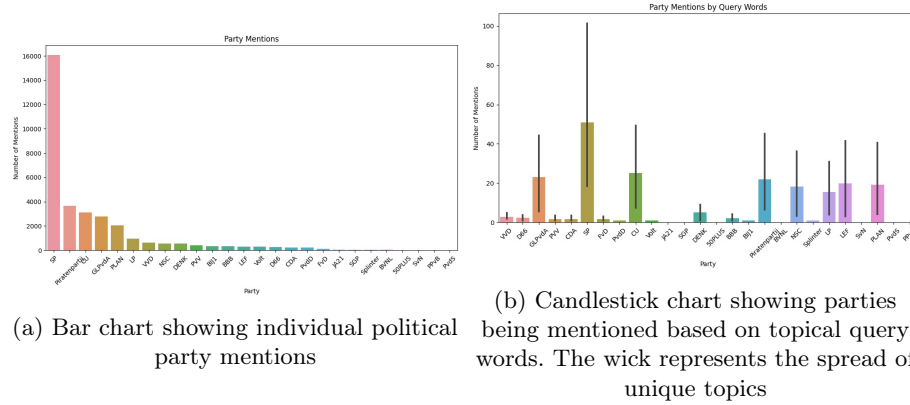 Party Mentions
16000
14000
12000
10000
8000
6000
4000
2000
0
Number of Mentions
SP
Piratenpartij
CU
GLPvdA
PLAN
LP
VVD
NSC
DENK
PVV
BIJ1
BBB
LEF
Volt
D66
CDA
PvdD
FvD
JA21
SGP
Splinter
BVNL
50PLUS
SvN
PPvB
PvdS
Party
(a) Bar chart showing individual political
party mentions
Party Mentions by Query Words
100
80
60
40
20
0
Number of Mentions
VVD
D66
GLPvdA
PVV
CDA
SP
FvD
PvdD
CU
Volt
JA21
SGP
DENK
50PLUS
BBB
BIJ1
Piratenpartij
BVNL
NSC
Splinter
LP
LEF
SvN
PLAN
PvdS
PPvB
Party
(b) Candlestick chart showing parties
being mentioned based on topical query
words. The wick represents the spread of
unique topics